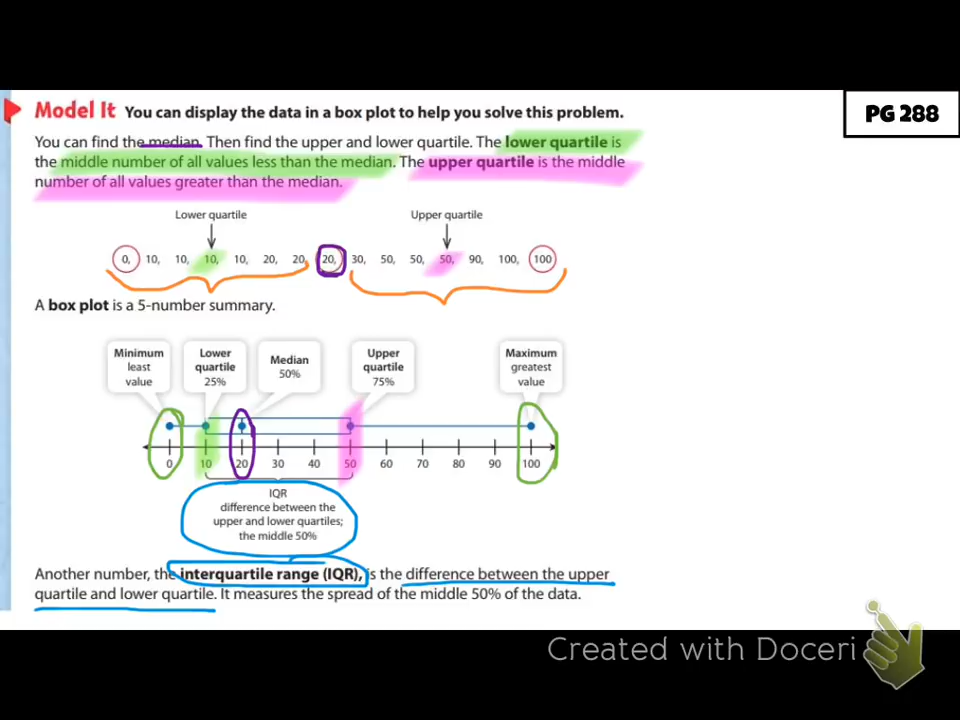 PG 288
Model It You can display the data in a box plot to help you solve this problem.
You can find the median. Then find the upper and lower quartile. The lower quartile is
the middle number of all values less than the median. The upper quartile is the middle
number of all values greater than the median.
Lower quartile Upper quartile
0, 10, 10, 10, 10, 20, 20, 20, 30, 50, 50, 50, 90, 100, 100
A box plot is a 5-number summary.
Minimum
least
value
Lower
quartile
25%
Median
50%
Upper
quartile
75%
Maximum
greatest
value
0 10 20 30 40 50 60 70 80 90 100
IQR
difference between the
upper and lower quartiles;
the middle 50%
Another number, the interquartile range (IQR), is the difference between the upper
quartile and lower quartile. It measures the spread of the middle 50% of the data.
Created with Doceri